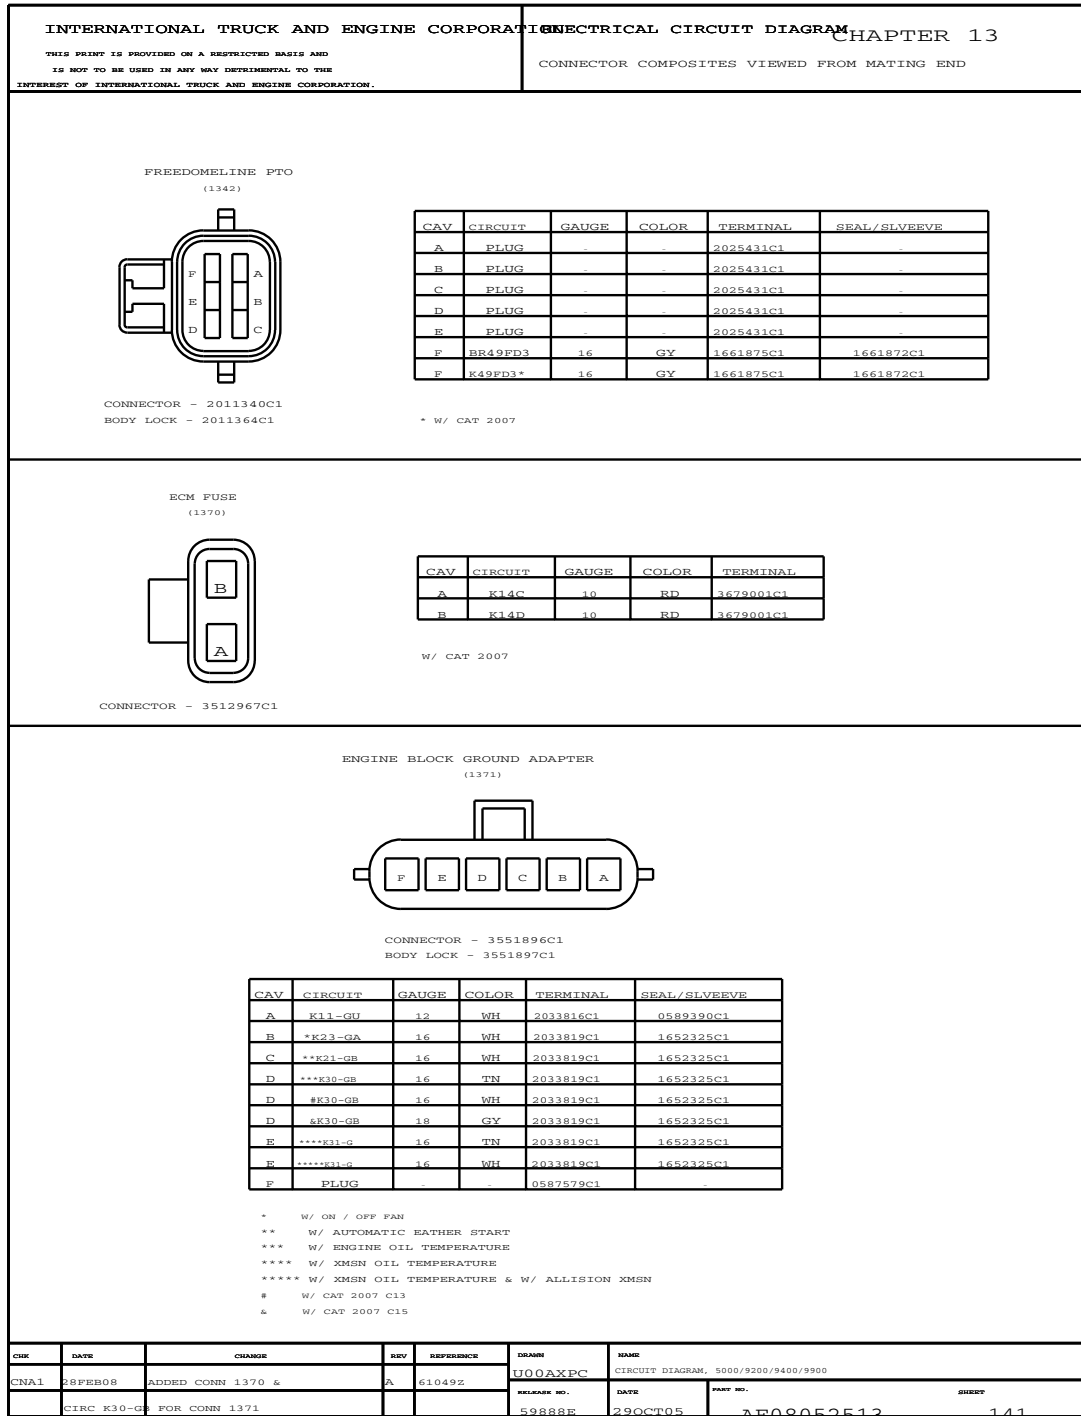 INTERNATIONAL TRUCK AND ENGINE CORPORATION
ELECTRICAL CIRCUIT DIAGRAM
CHAPTER 13
THIS PRINT IS PROVIDED ON A RESTRICTED BASIS AND
IS NOT TO BE USED IN ANY WAY DETRIMENTAL TO THE
INTEREST OF INTERNATIONAL TRUCK AND ENGINE CORPORATION.
CONNECTOR COMPOSITES VIEWED FROM MATING END
FREEDOMELINE PTO
(1342)
F A
E B
D C
CONNECTOR - 2011340C1
BODY LOCK - 2011364C1
CAV CIRCUIT GAUGE COLOR TERMINAL SEAL/SLVEEVE
A PLUG - - 2025431C1 -
B PLUG - - 2025431C1 -
C PLUG - - 2025431C1 -
D PLUG - - 2025431C1 -
E PLUG - - 2025431C1 -
F BR49FD3 16 GY 1661875C1 1661872C1
F K49FD3* 16 GY 1661875C1 1661872C1
* W/ CAT 2007
ECM FUSE
(1370)
B
A
CONNECTOR - 3512967C1
CAV CIRCUIT GAUGE COLOR TERMINAL
A K14C 10 RD 3679001C1
B K14D 10 RD 3679001C1
W/ CAT 2007
ENGINE BLOCK GROUND ADAPTER
(1371)
F E D C B A
CONNECTOR - 3551896C1
BODY LOCK - 3551897C1
CAV CIRCUIT GAUGE COLOR TERMINAL SEAL/SLVEEVE
A K11-GU 12 WH 2033816C1 0589390C1
B *K23-GA 16 WH 2033819C1 1652325C1
C **K21-GB 16 WH 2033819C1 1652325C1
D ***K30-GB 16 TN 2033819C1 1652325C1
D #K30-GB 16 WH 2033819C1 1652325C1
D &K30-GB 18 GY 2033819C1 1652325C1
E ****K31-G 16 TN 2033819C1 1652325C1
E *****K31-G 16 WH 2033819C1 1652325C1
F PLUG - - 0587579C1 -
* W/ ON / OFF FAN
** W/ AUTOMATIC EATHER START
*** W/ ENGINE OIL TEMPERATURE
**** W/ XMSN OIL TEMPERATURE
***** W/ XMSN OIL TEMPERATURE & W/ ALLISION XMSN
# W/ CAT 2007 C13
& W/ CAT 2007 C15
CHK DATE CHANGE REV REFERENCE
CNA1 28FEB08 ADDED CONN 1370 & A 61049Z
CIRC K30-GB FOR CONN 1371
DRAWN
U00AXPC
NAME
CIRCUIT DIAGRAM, 5000/9200/9400/9900
RELEASE NO. DATE PART NO. SHEET
59888E 29OCT05 AF08052513 141